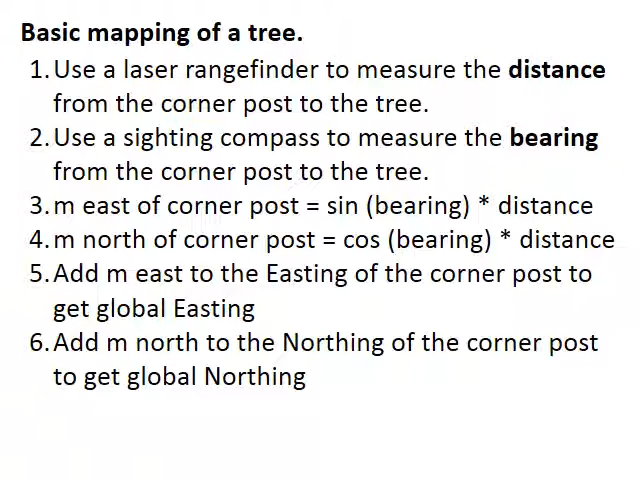 Basic mapping of a tree.
1. Use a laser rangefinder to measure the distance
from the corner post to the tree.
2. Use a sighting compass to measure the bearing
from the corner post to the tree.
3. m east of corner post = sin (bearing) * distance
4. m north of corner post = cos (bearing) * distance
5. Add m east to the Easting of the corner post to
get global Easting
6. Add m north to the Northing of the corner post
to get global Northing